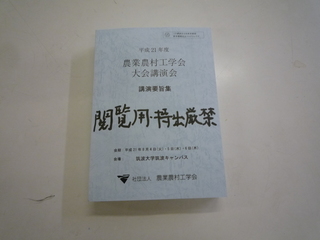 平成 21 年度
農業農村工学会
大会講演会
講演要旨集
閲覧用・持出厳禁
筑波大学筑波キャンパス
社団法人 農業農村工学会